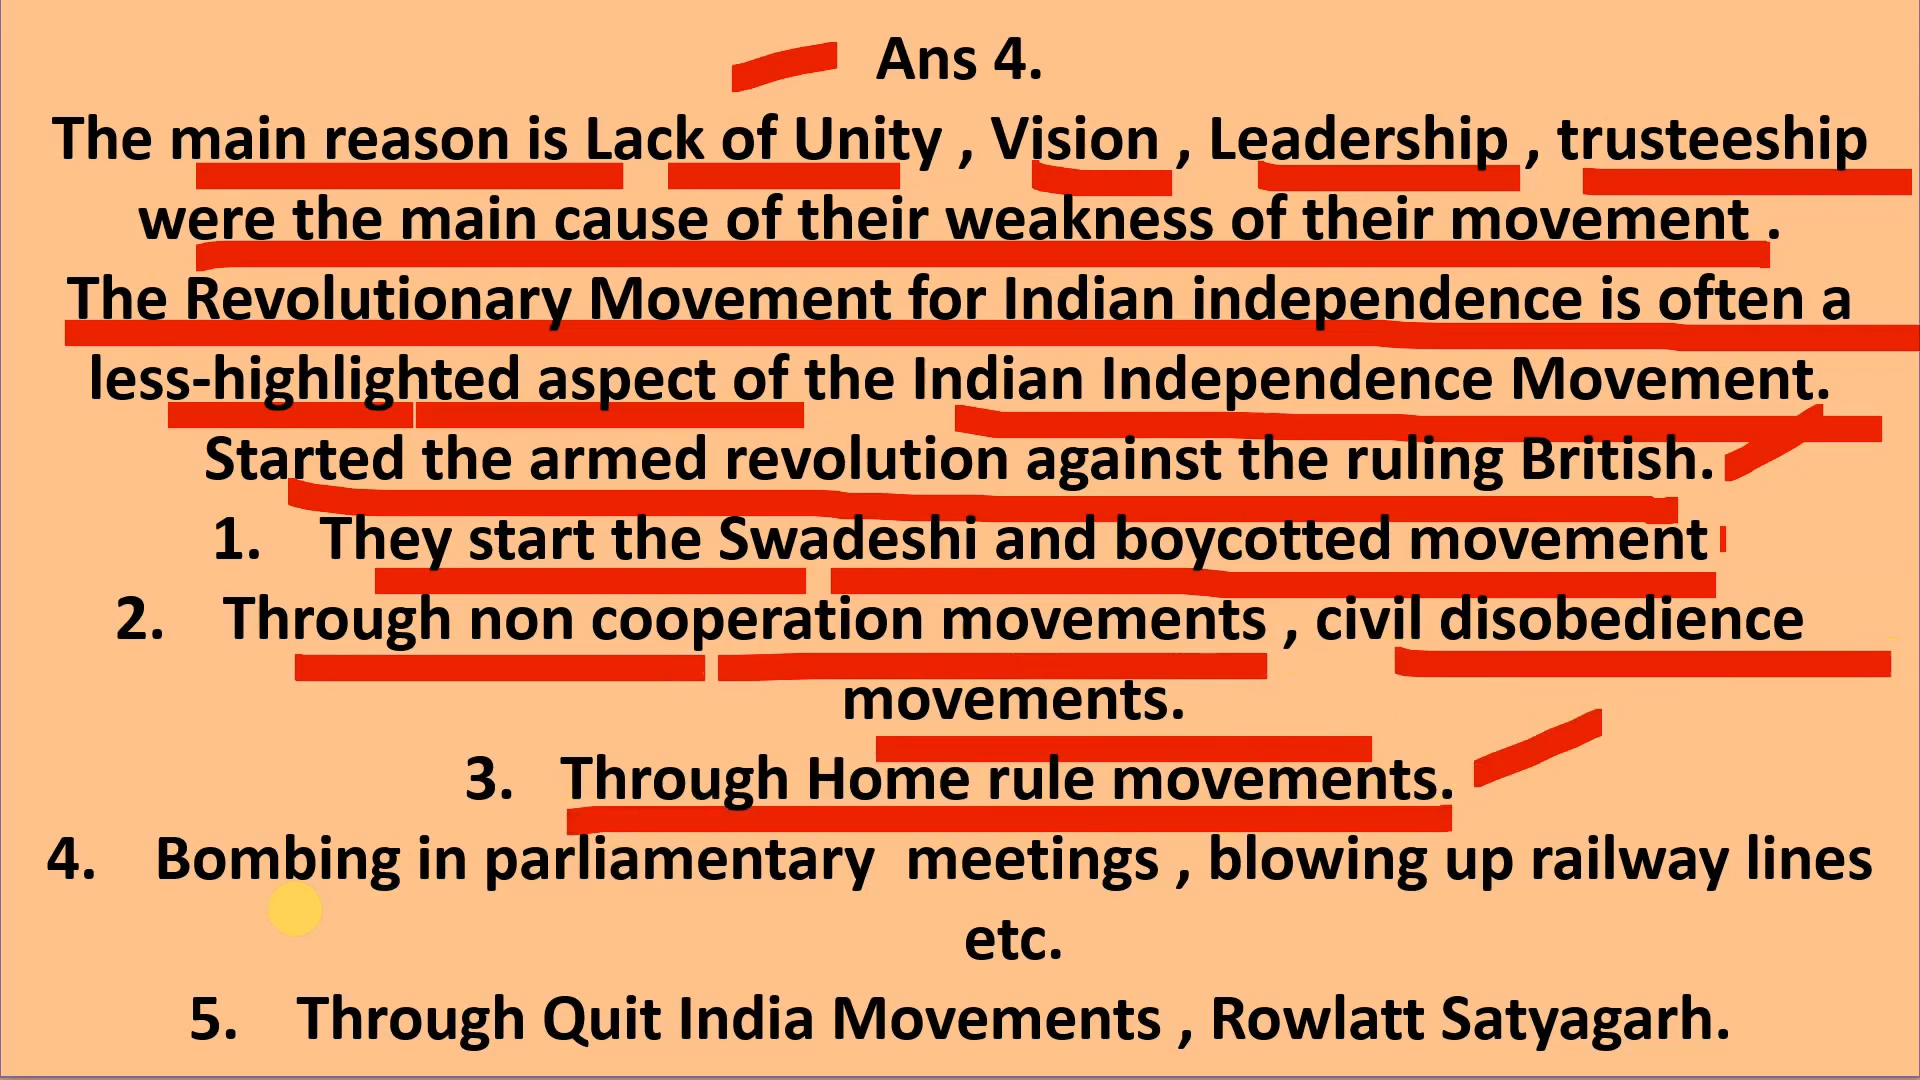 Ans 4.
The main reason is Lack of Unity , Vision , Leadership , trusteeship
were the main cause of their weakness of their movement .
The Revolutionary Movement for Indian independence is often a
less-highlighted aspect of the Indian Independence Movement.
Started the armed revolution against the ruling British.
1. They start the Swadeshi and boycotted movement
2. Through non cooperation movements , civil disobedience
movements.
3. Through Home rule movements.
4. Bombing in parliamentary meetings , blowing up railway lines
etc.
5. Through Quit India Movements , Rowlatt Satyagarh.